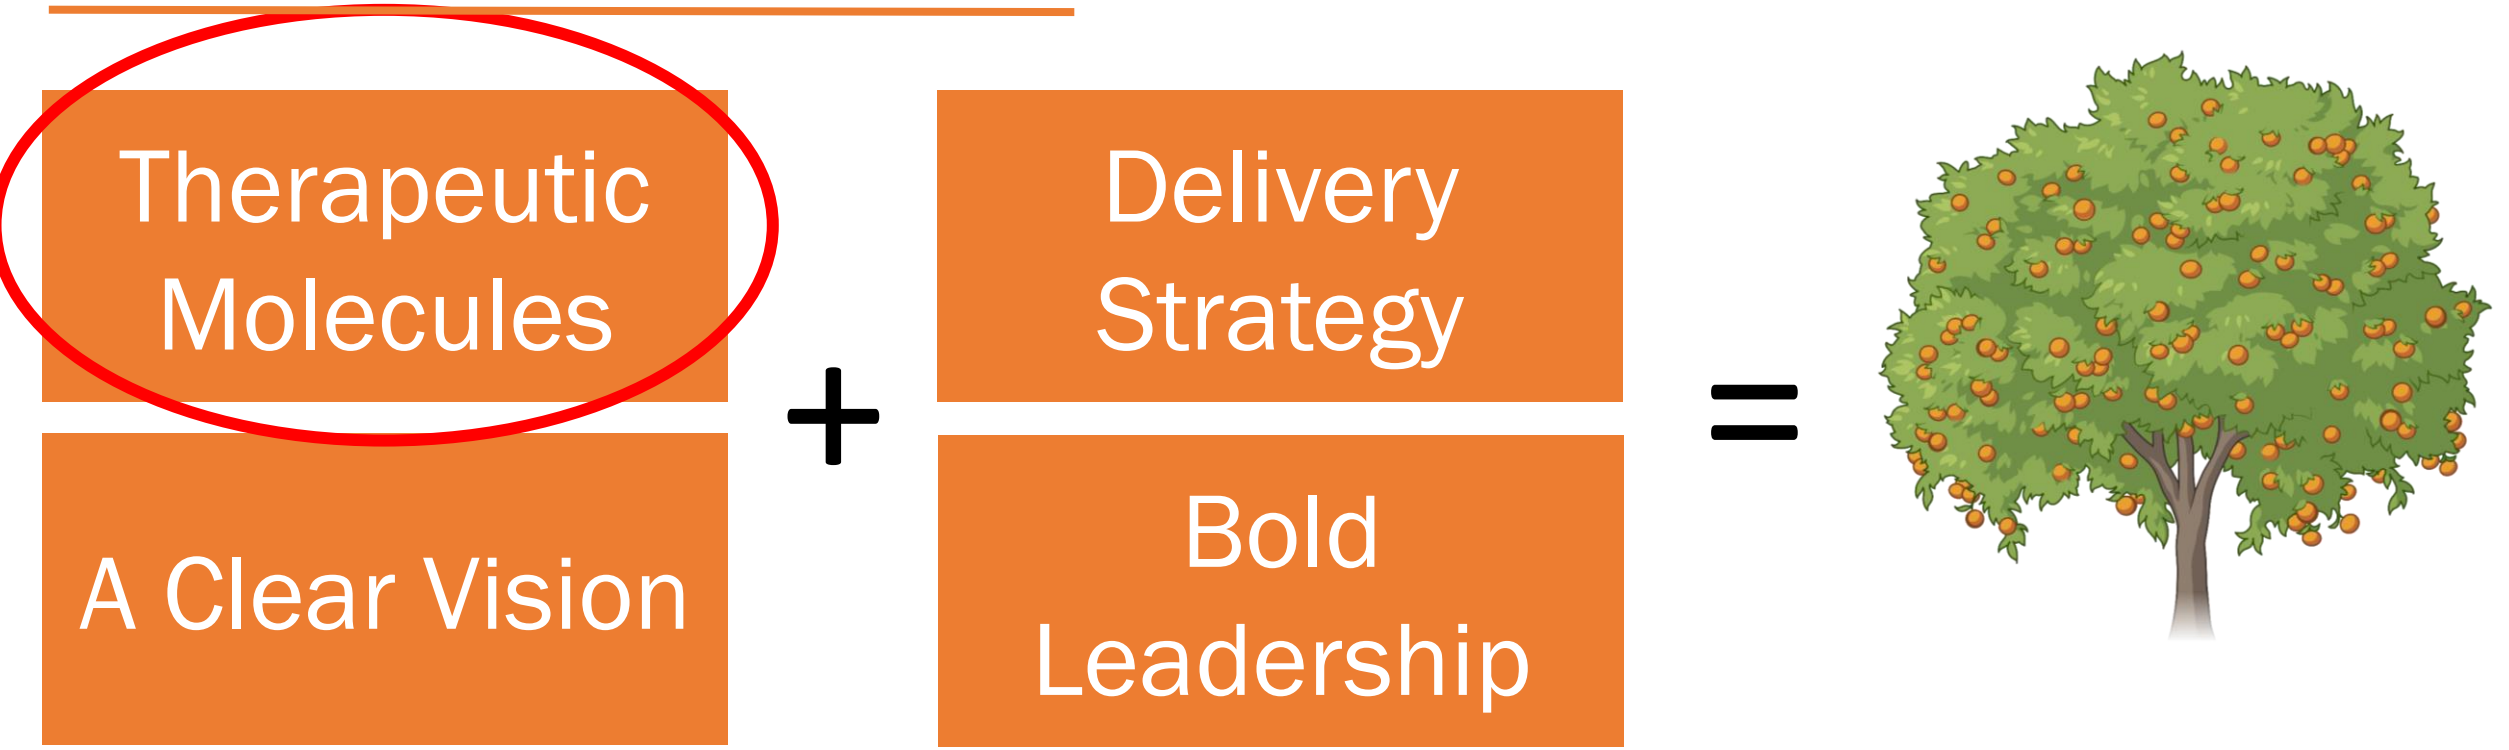 Therapeutic
Molecules
A Clear Vision
+
Delivery
Strategy
Bold
Leadership
=